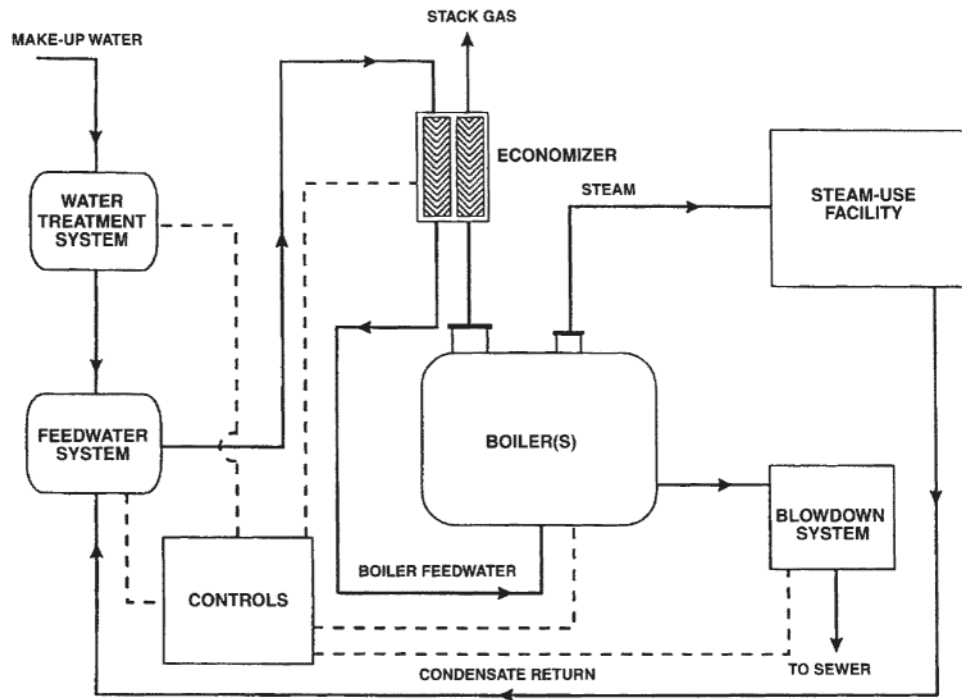 STACK GAS
MAKE-UP WATER
ECONOMIZER
WATER
TREATMENT
SYSTEM
STEAM
STEAM-USE
FACILITY
FEEDWATER
SYSTEM
BOILER(S)
BLOWDOWN
SYSTEM
BOILER FEEDWATER
CONTROLS
TO SEWER
CONDENSATE RETURN